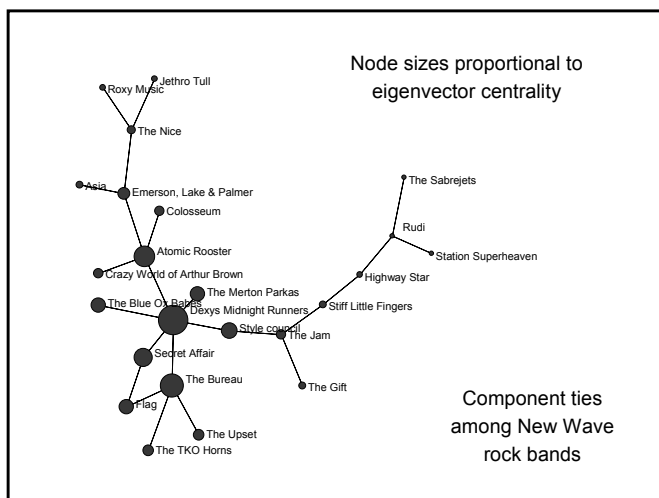 Node sizes proportional to
eigenvector centrality
Jethro Tull
Roxy Music
The Nice
The Sabrejets
Asia
Emerson, Lake & Palmer
Colosseum
Rudi
Atomic Rooster
Station Superheaven
Crazy World of Arthur Brown
Highway Star
The Merton Parkas
The Blue Ox Babes
Stiff Little Fingers
Dexys Midnight Runners
Style council
The Jam
Secret Affair
The Bureau
The Gift
Flag
The Upset
The TKO Horns
Component ties
among New Wave
rock bands